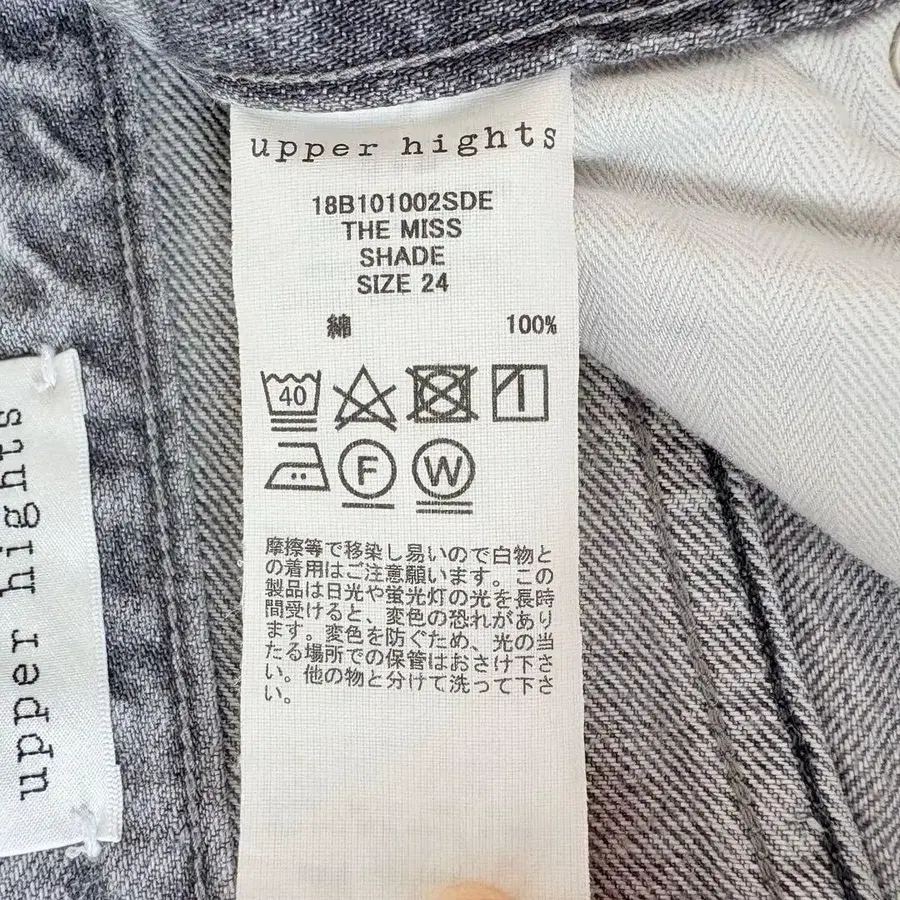 upper hights
18B101002SDE
THE MISS
SHADE
SIZE 24
綿 100%
40
F W
摩擦等で移染し易いので白物と
の着用はご注意願います。この
製品は日光や蛍光灯の光を長時
間受けると、変色の恐れがあり
ます。変色を防ぐため、光の当
たる場所での保管はおさけ下さ
い。他の物と分けて洗って下さ
い。
upper hights